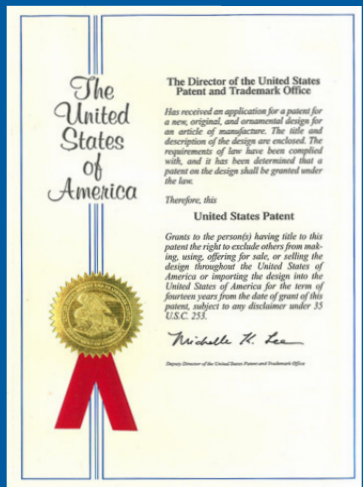 The
United
States
of
America
The Director of the United States
Patent and Trademark Office
Has received an application for a patent for
a new, original, and ornamental design for
an article of manufacture. The title and
description of the design are enclosed. The
requirements of law have been complied
with, and it has been determined that a
patent on the design shall be granted under
the law.
Therefore, this
United States Patent
Grants to the person(s) having title to this
patent the right to exclude others from mak-
ing, using, offering for sale, or selling the
design throughout the United States of
America or importing the design into the
United States of America for the term of
fourteen years from the date of grant of this
patent, subject to any disclaimer under 35
U.S.C. 253.
Michelle K. Lee
Deputy Director of the United States Patent and Trademark Office